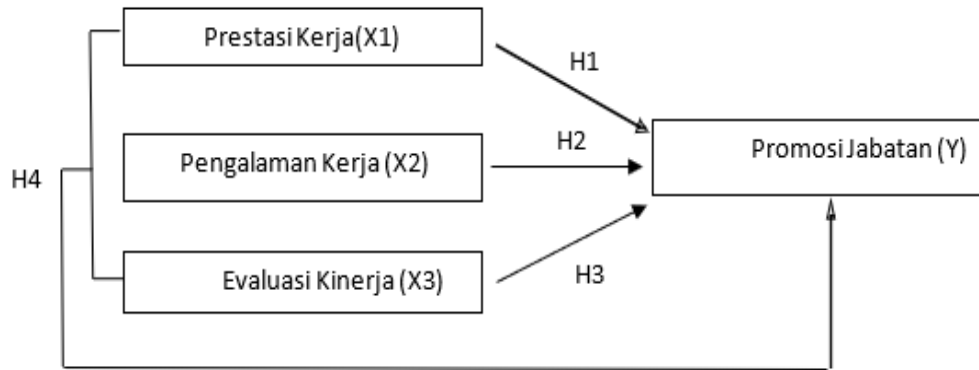 Prestasi Kerja(X1)
H1
Pengalaman Kerja (X2)
H2
Promosi Jabatan (Y)
H4
Evaluasi Kinerja (X3)
H3